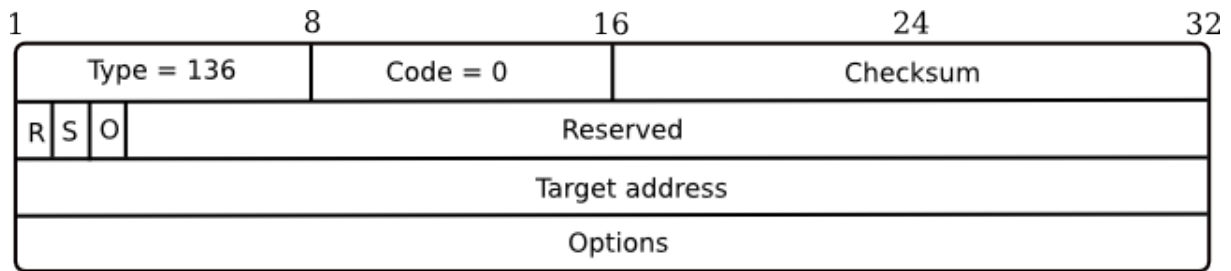 1 8 16 24 32
Type = 136 Code = 0 Checksum
R S O Reserved
Target address
Options